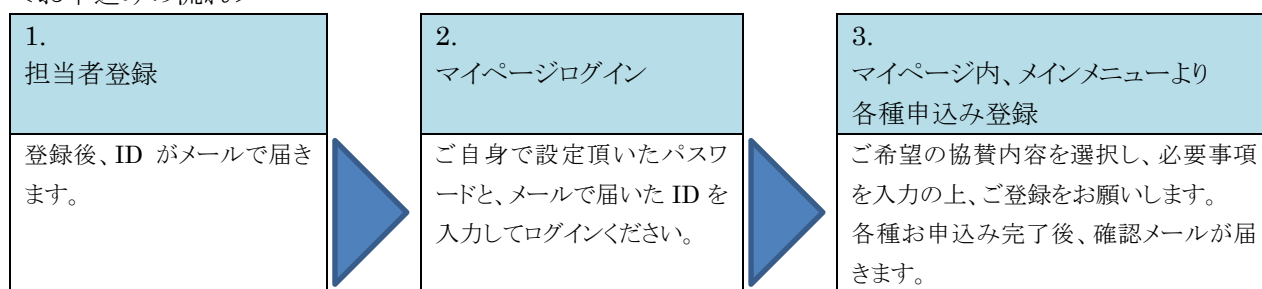 1.
担当者登録
登録後、ID がメールで届き
ます。
2.
マイページログイン
ご自身で設定頂いたパスワ
ードと、メールで届いた ID を
入力してログインください。
3.
マイページ内、メインメニューより
各種申込み登録
ご希望の協賛内容を選択し、必要事項
を入力の上、ご登録をお願いします。
各種お申込み完了後、確認メールが届
きます。